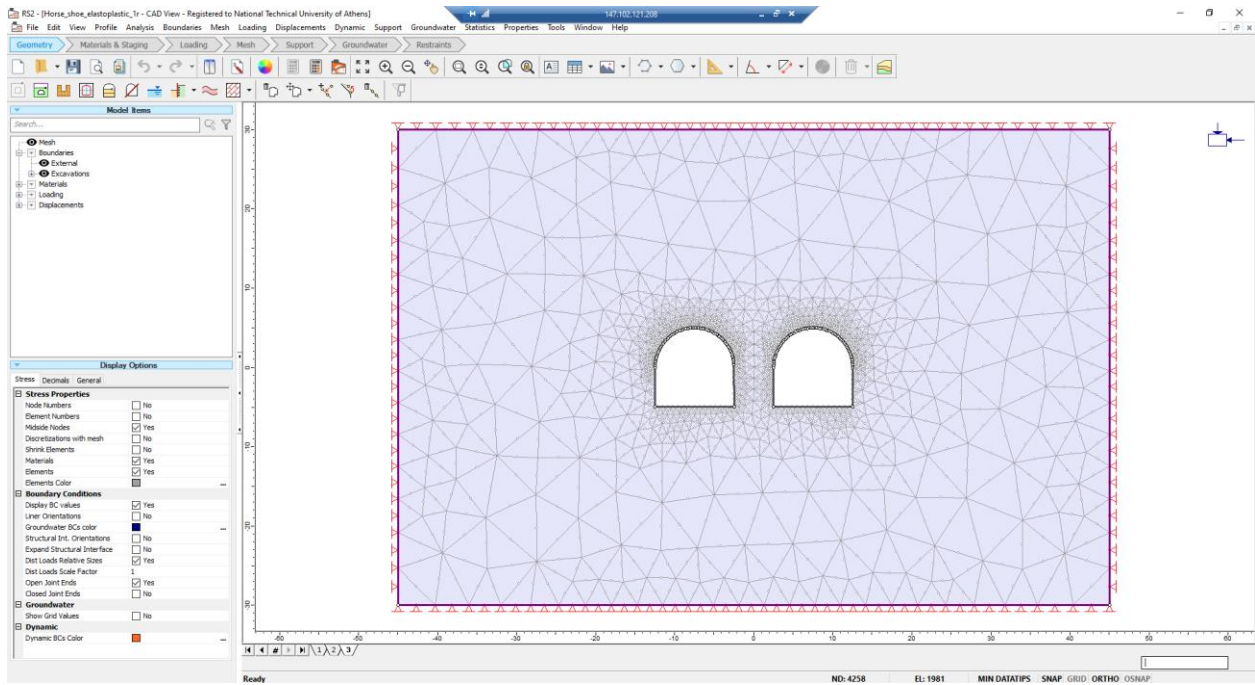 RS2 - [Horse_shoe_elastoplastic_1r - CAD View - Registered to National Technical University of Athens]
147.102.121.208
File Edit View Profile Analysis Boundaries Mesh Loading Displacements Dynamic Support Groundwater Statistics Properties Tools Window Help
Geometry Materials & Staging Loading Mesh Support Groundwater Restraints
Model Items
Search...
Mesh
Boundaries
External
Excavations
Materials
Loading
Displacements
Display Options
Stress Decimals General
Stress Properties
Node Numbers No
Element Numbers No
Midside Nodes Yes
Discretizations with mesh No
Shrink Elements No
Materials Yes
Elements Yes
Elements Color ...
Boundary Conditions
Display BC values Yes
Liner Orientations No
Groundwater BCs color ...
Structural Int. Orientations No
Expand Structural Interface No
Dist Loads Relative Sizes Yes
Dist Loads Scale Factor 1
Open Joint Ends Yes
Closed Joint Ends No
Groundwater
Show Grid Values No
Dynamic
Dynamic BCs Color ...
30
20
10
0
-10
-20
-30
-60 -50 -40 -30 -20 -10 0 10 20 30 40 50 60
1 2 3
Ready ND: 4258 EL: 1981 MIN DATATIPS SNAP GRID ORTHO OSNAP